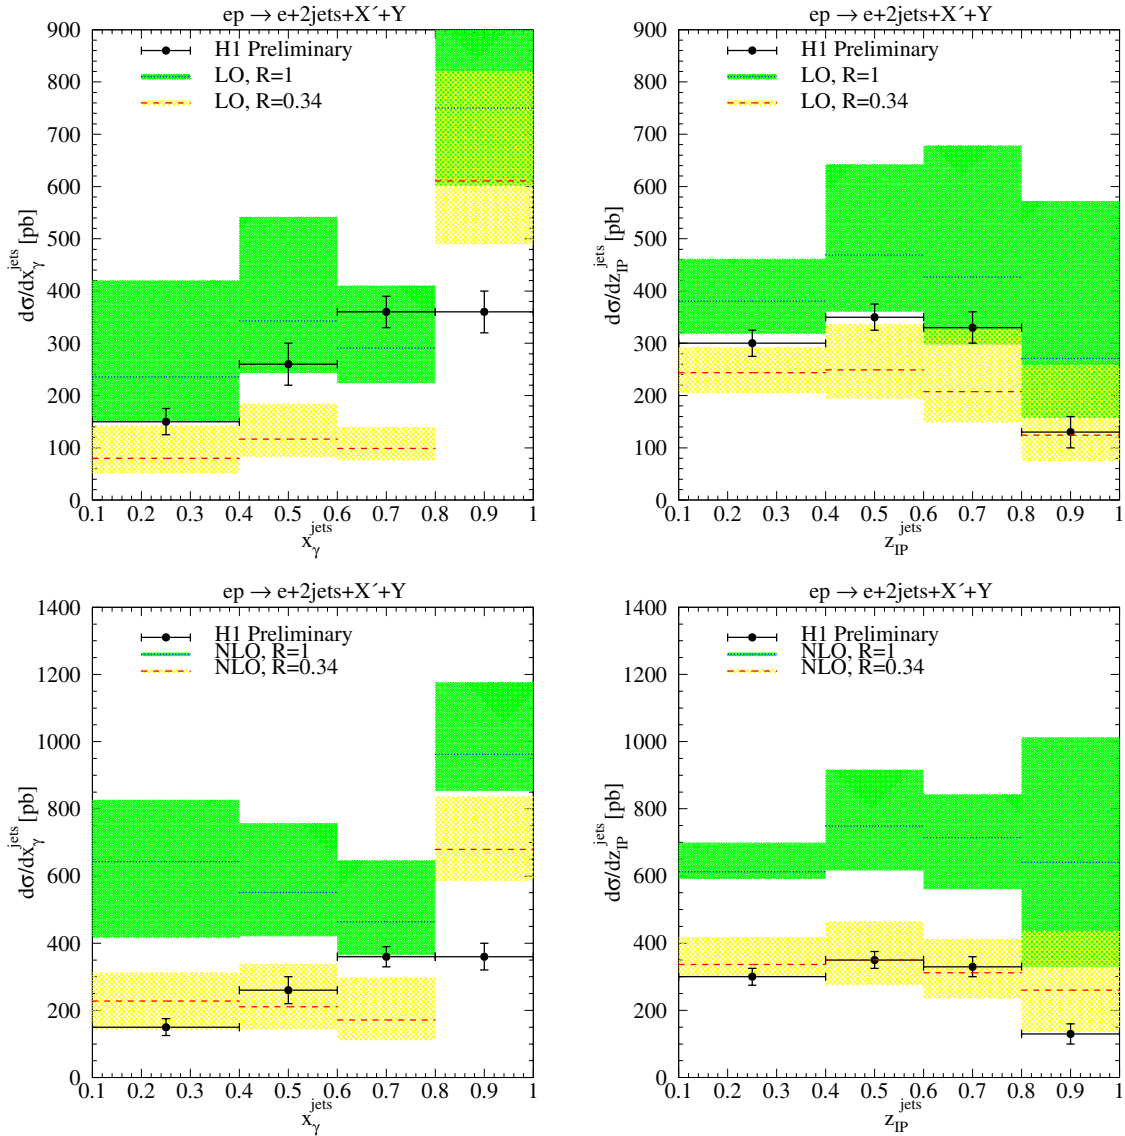 ep → e+2jets+X´+Y
900
800
700
600
500
400
300
200
100
0
dσ/dx_γ^jets [pb]
H1 Preliminary
LO, R=1
LO, R=0.34
0.1 0.2 0.3 0.4 0.5 0.6 0.7 0.8 0.9 1
x_γ^jets
ep → e+2jets+X´+Y
900
800
700
600
500
400
300
200
100
0
dσ/dz_IP^jets [pb]
H1 Preliminary
LO, R=1
LO, R=0.34
0.1 0.2 0.3 0.4 0.5 0.6 0.7 0.8 0.9 1
z_IP^jets
ep → e+2jets+X´+Y
1400
1200
1000
800
600
400
200
0
dσ/dx_γ^jets [pb]
H1 Preliminary
NLO, R=1
NLO, R=0.34
0.1 0.2 0.3 0.4 0.5 0.6 0.7 0.8 0.9 1
x_γ^jets
ep → e+2jets+X´+Y
1400
1200
1000
800
600
400
200
0
dσ/dz_IP^jets [pb]
H1 Preliminary
NLO, R=1
NLO, R=0.34
0.1 0.2 0.3 0.4 0.5 0.6 0.7 0.8 0.9 1
z_IP^jets